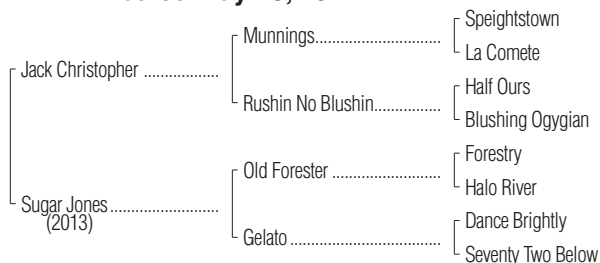 Speightstown
Munnings
La Comete
Jack Christopher
Half Ours
Rushin No Blushin
Blushing Ogygian
Forestry
Old Forester
Halo River
Sugar Jones
(2013)
Dance Brightly
Gelato
Seventy Two Below